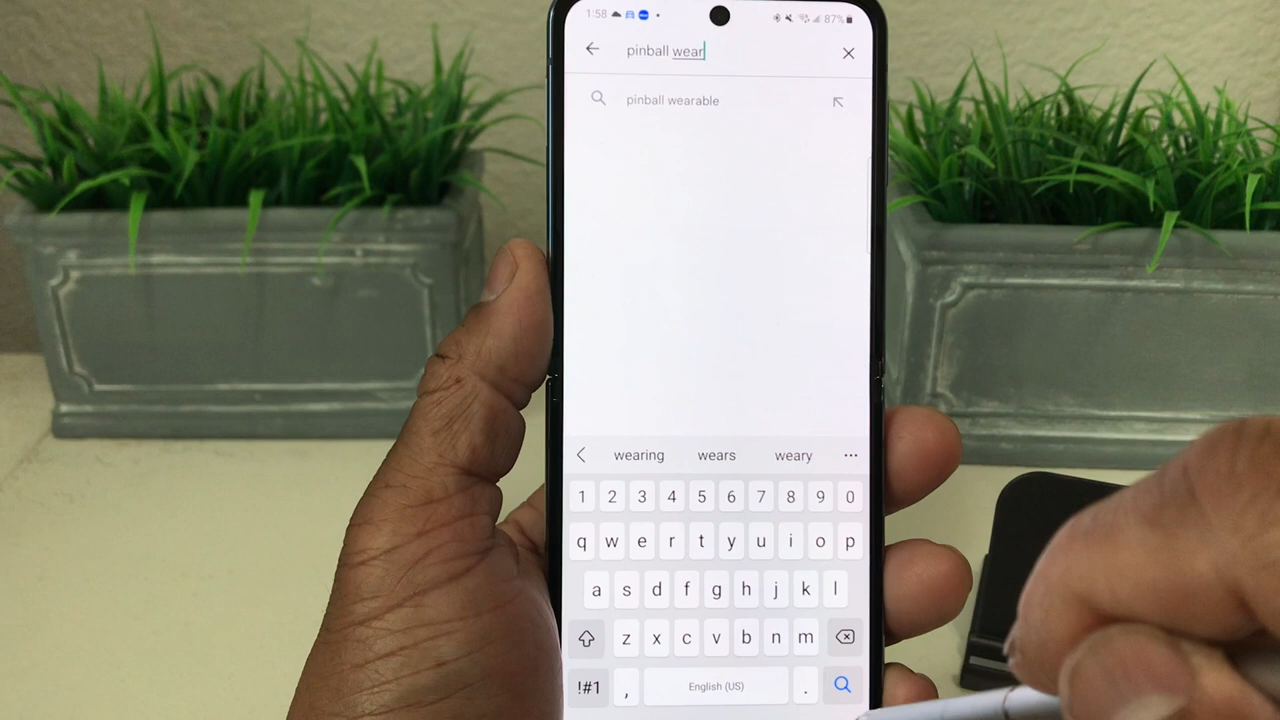 1:58 87%
pinball wear
pinball wearable
wearing wears weary
1 2 3 4 5 6 7 8 9 0
q w e r t y u i o p
a s d f g h j k l
z x c v b n m
!#1 , English (US) .